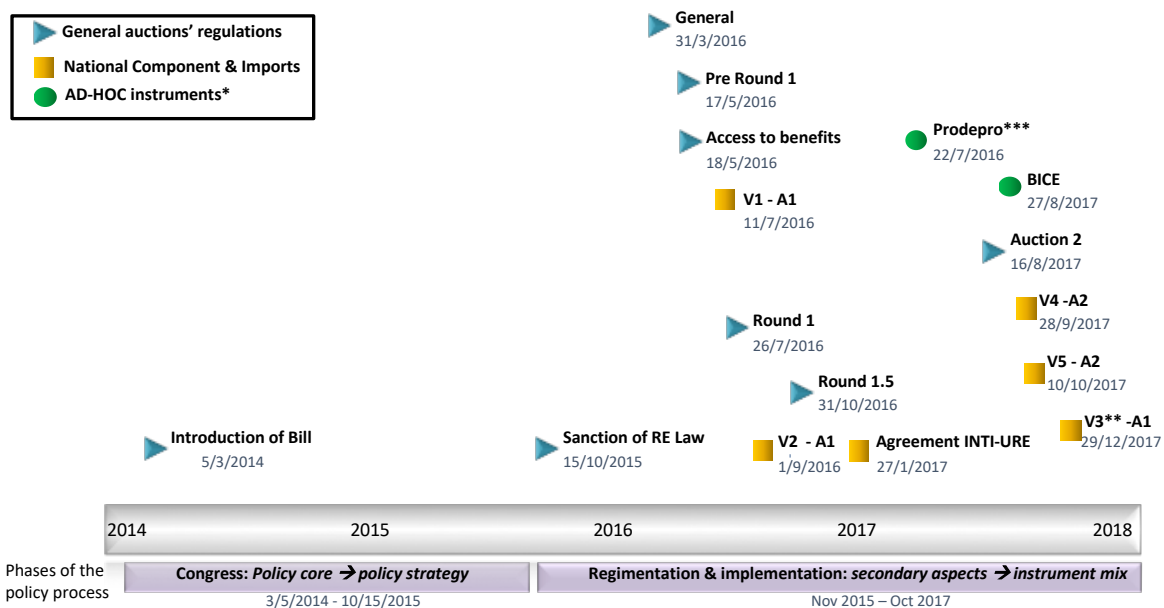 General auctions' regulations
National Component & Imports
AD-HOC instruments*
General
31/3/2016
Pre Round 1
17/5/2016
Access to benefits
18/5/2016
V1 - A1
11/7/2016
Prodepro***
22/7/2016
BICE
27/8/2017
Auction 2
16/8/2017
V4 -A2
28/9/2017
Round 1
26/7/2016
V5 - A2
10/10/2017
Round 1.5
31/10/2016
V3** -A1
29/12/2017
Introduction of Bill
5/3/2014
Sanction of RE Law
15/10/2015
V2 - A1
1/9/2016
Agreement INTI-URE
27/1/2017
2014 2015 2016 2017 2018
Phases of the
policy process
Congress: Policy core → policy strategy
3/5/2014 - 10/15/2015
Regimentation & implementation: secondary aspects → instrument mix
Nov 2015 – Oct 2017